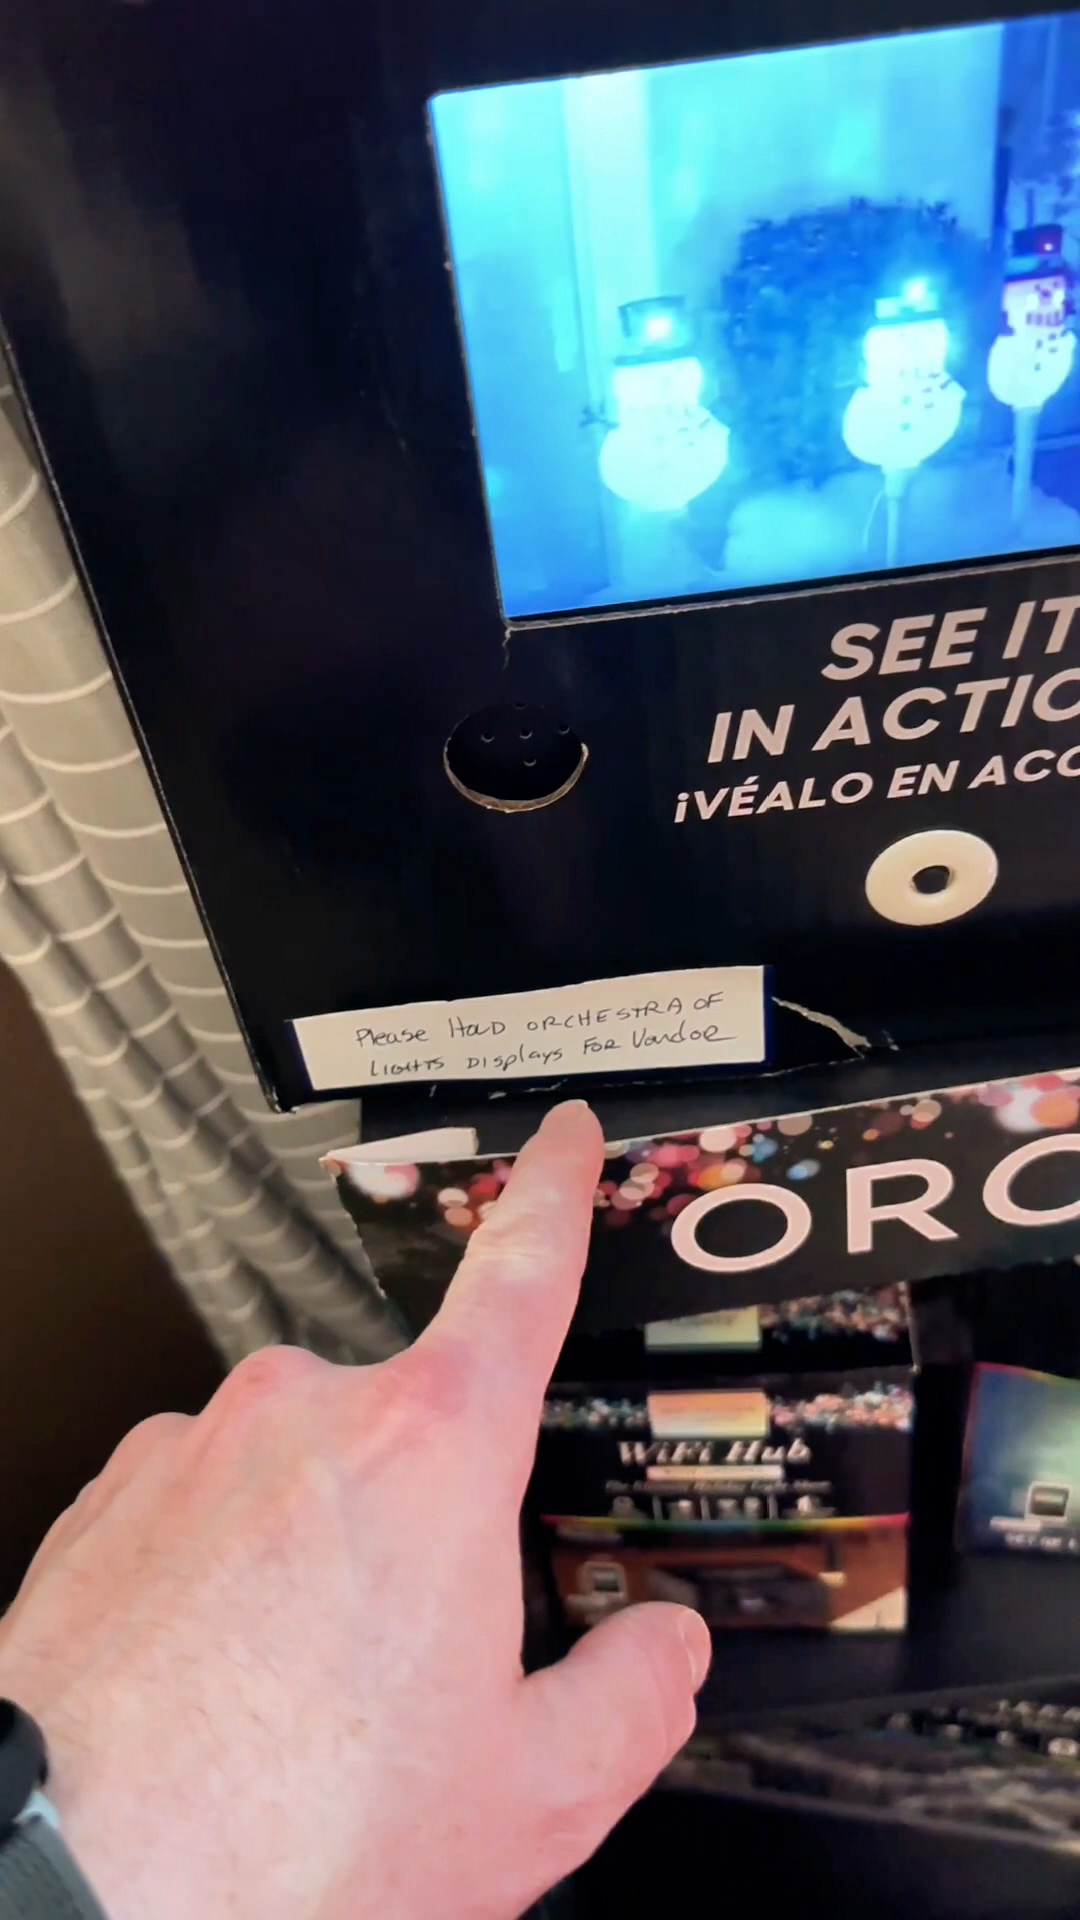 SEE IT
IN ACTIO
¡VÉALO EN ACC
Please HOLD ORCHESTRA OF
LIGHTS DISPlays FOR VendOR
ORC
WiFi Hub